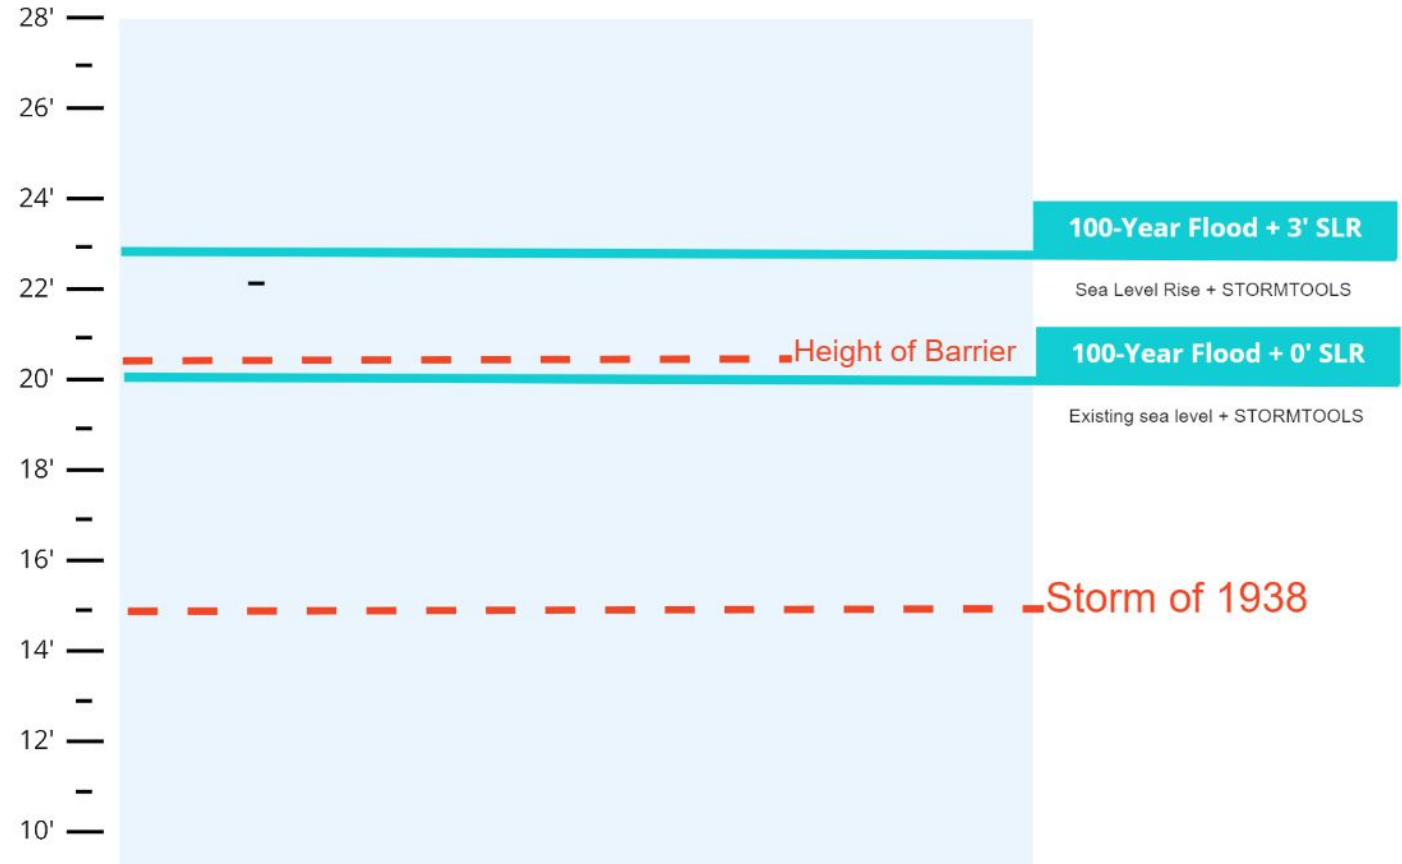 28'
26'
24'
100-Year Flood + 3' SLR
22'
Sea Level Rise + STORMTOOLS
Height of Barrier
100-Year Flood + 0' SLR
20'
Existing sea level + STORMTOOLS
18'
16'
Storm of 1938
14'
12'
10'